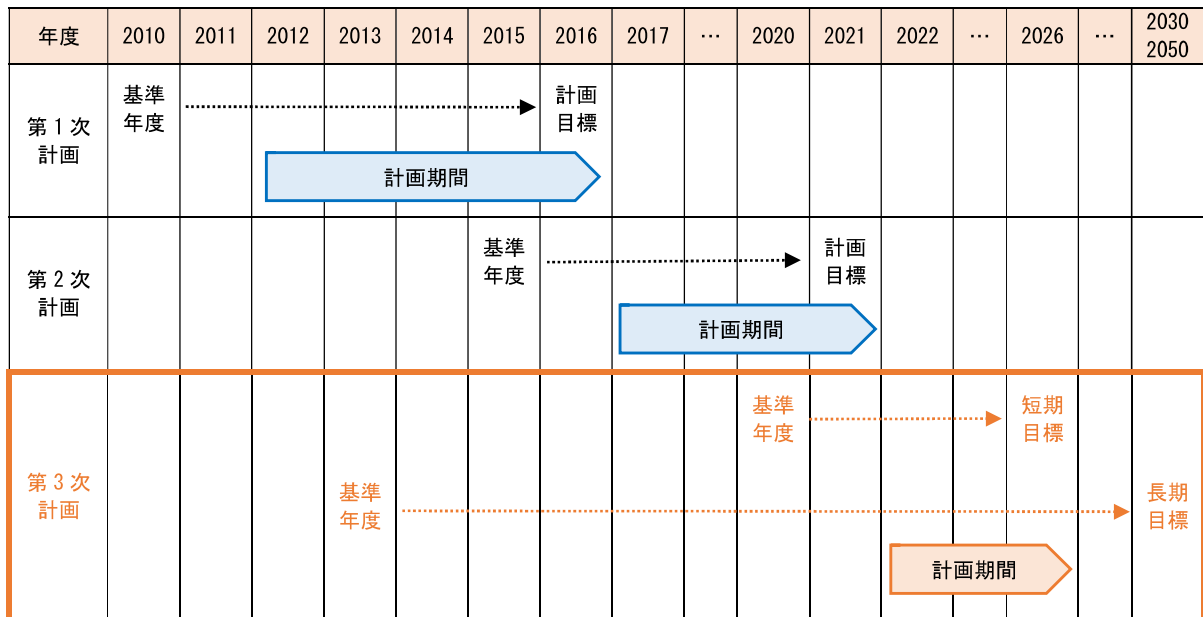 年度 2010 2011 2012 2013 2014 2015 2016 2017 … 2020 2021 2022 … 2026 … 2030
2050
第1次
計画
基準
年度
計画
目標
計画期間
第2次
計画
基準
年度
計画
目標
計画期間
第3次
計画
基準
年度
短期
目標
基準
年度
長期
目標
計画期間